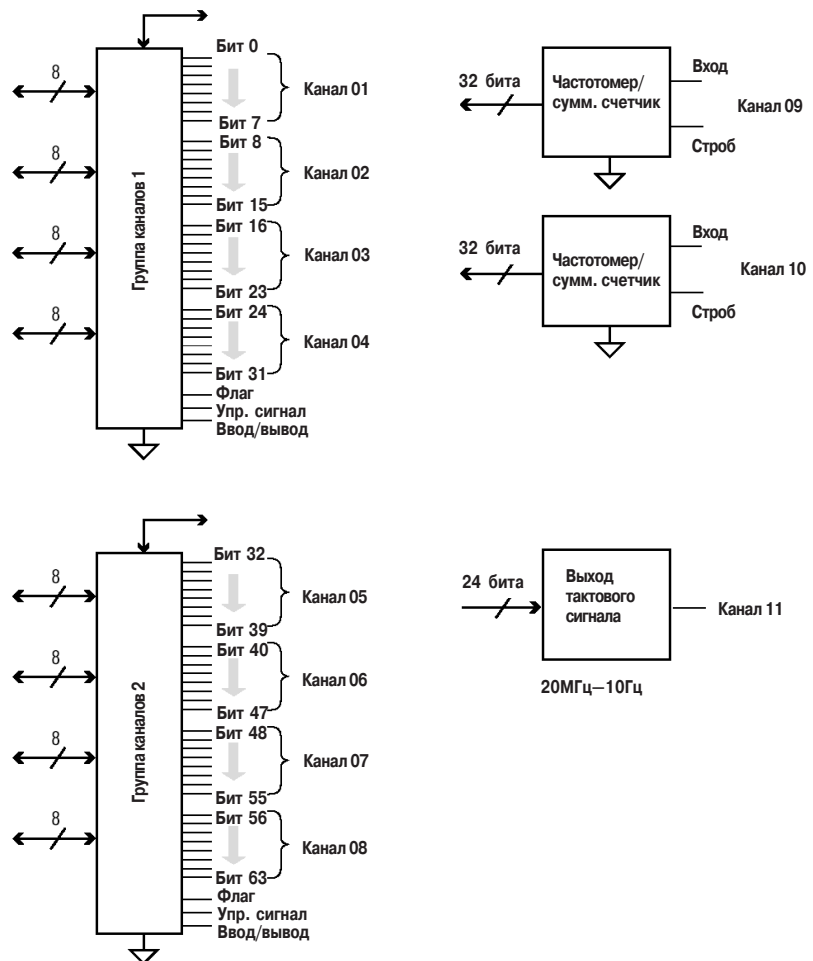 Бит 0
8
Канал 01
Бит 7
Бит 8
8
Канал 02
Бит 15
Группа каналов 1
Бит 16
8
Канал 03
Бит 23
Бит 24
8
Канал 04
Бит 31
Флаг
Упр. сигнал
Ввод/вывод
32 бита
Частотомер/
сумм. счетчик
Вход
Канал 09
Строб
32 бита
Частотомер/
сумм. счетчик
Вход
Канал 10
Строб
Бит 32
8
Канал 05
Бит 39
Бит 40
8
Канал 06
Бит 47
Группа каналов 2
Бит 48
8
Канал 07
Бит 55
Бит 56
8
Канал 08
Бит 63
Флаг
Упр. сигнал
Ввод/вывод
24 бита
Выход
тактового
сигнала
Канал 11
20МГц–10Гц